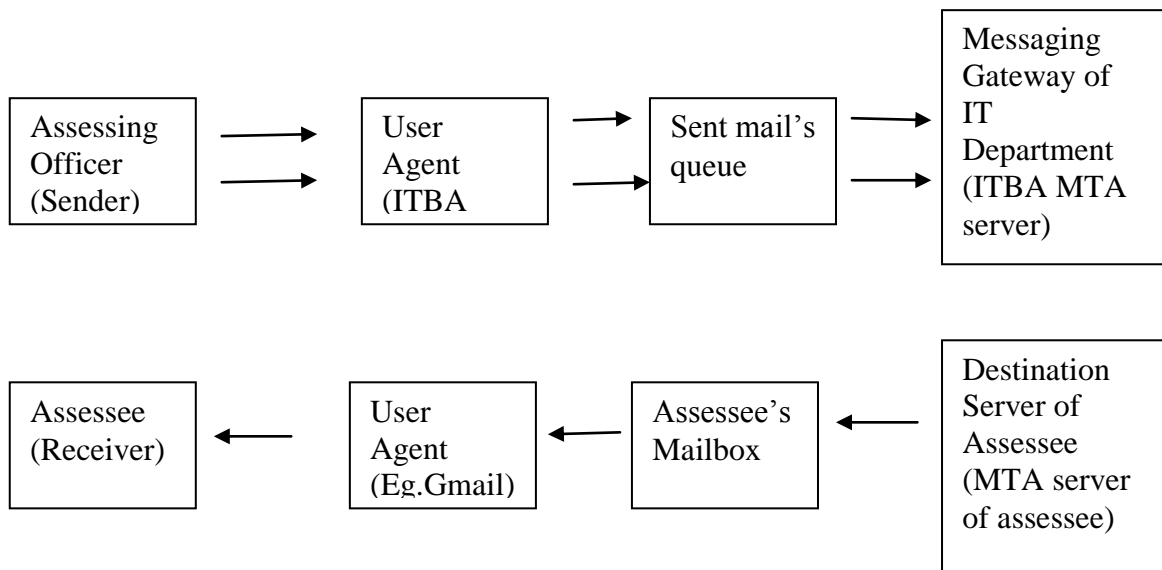 Assessing
Officer
(Sender)
User
Agent
(ITBA
Sent mail’s
queue
Messaging
Gateway of
IT
Department
(ITBA MTA
server)
Assessee
(Receiver)
User
Agent
(Eg.Gmail)
Assessee’s
Mailbox
Destination
Server of
Assessee
(MTA server
of assessee)